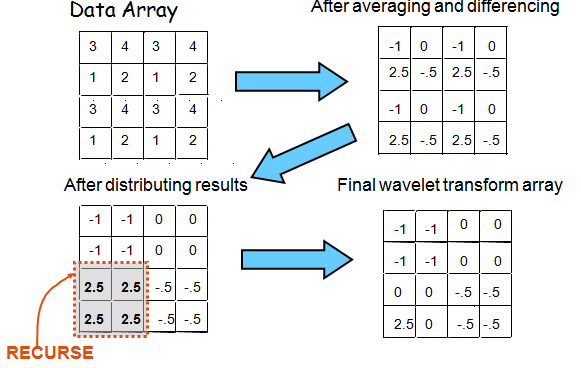 Data Array
3 4 3 4
1 2 1 2
3 4 3 4
1 2 1 2
After averaging and differencing
-1 0 -1 0
2.5 -.5 2.5 -.5
-1 0 -1 0
2.5 -.5 2.5 -.5
After distributing results
-1 -1 0 0
-1 -1 0 0
2.5 2.5 -.5 -.5
2.5 2.5 -.5 -.5
RECURSE
Final wavelet transform array
-1 -1 0 0
-1 -1 0 0
0 0 -.5 -.5
2.5 0 -.5 -.5